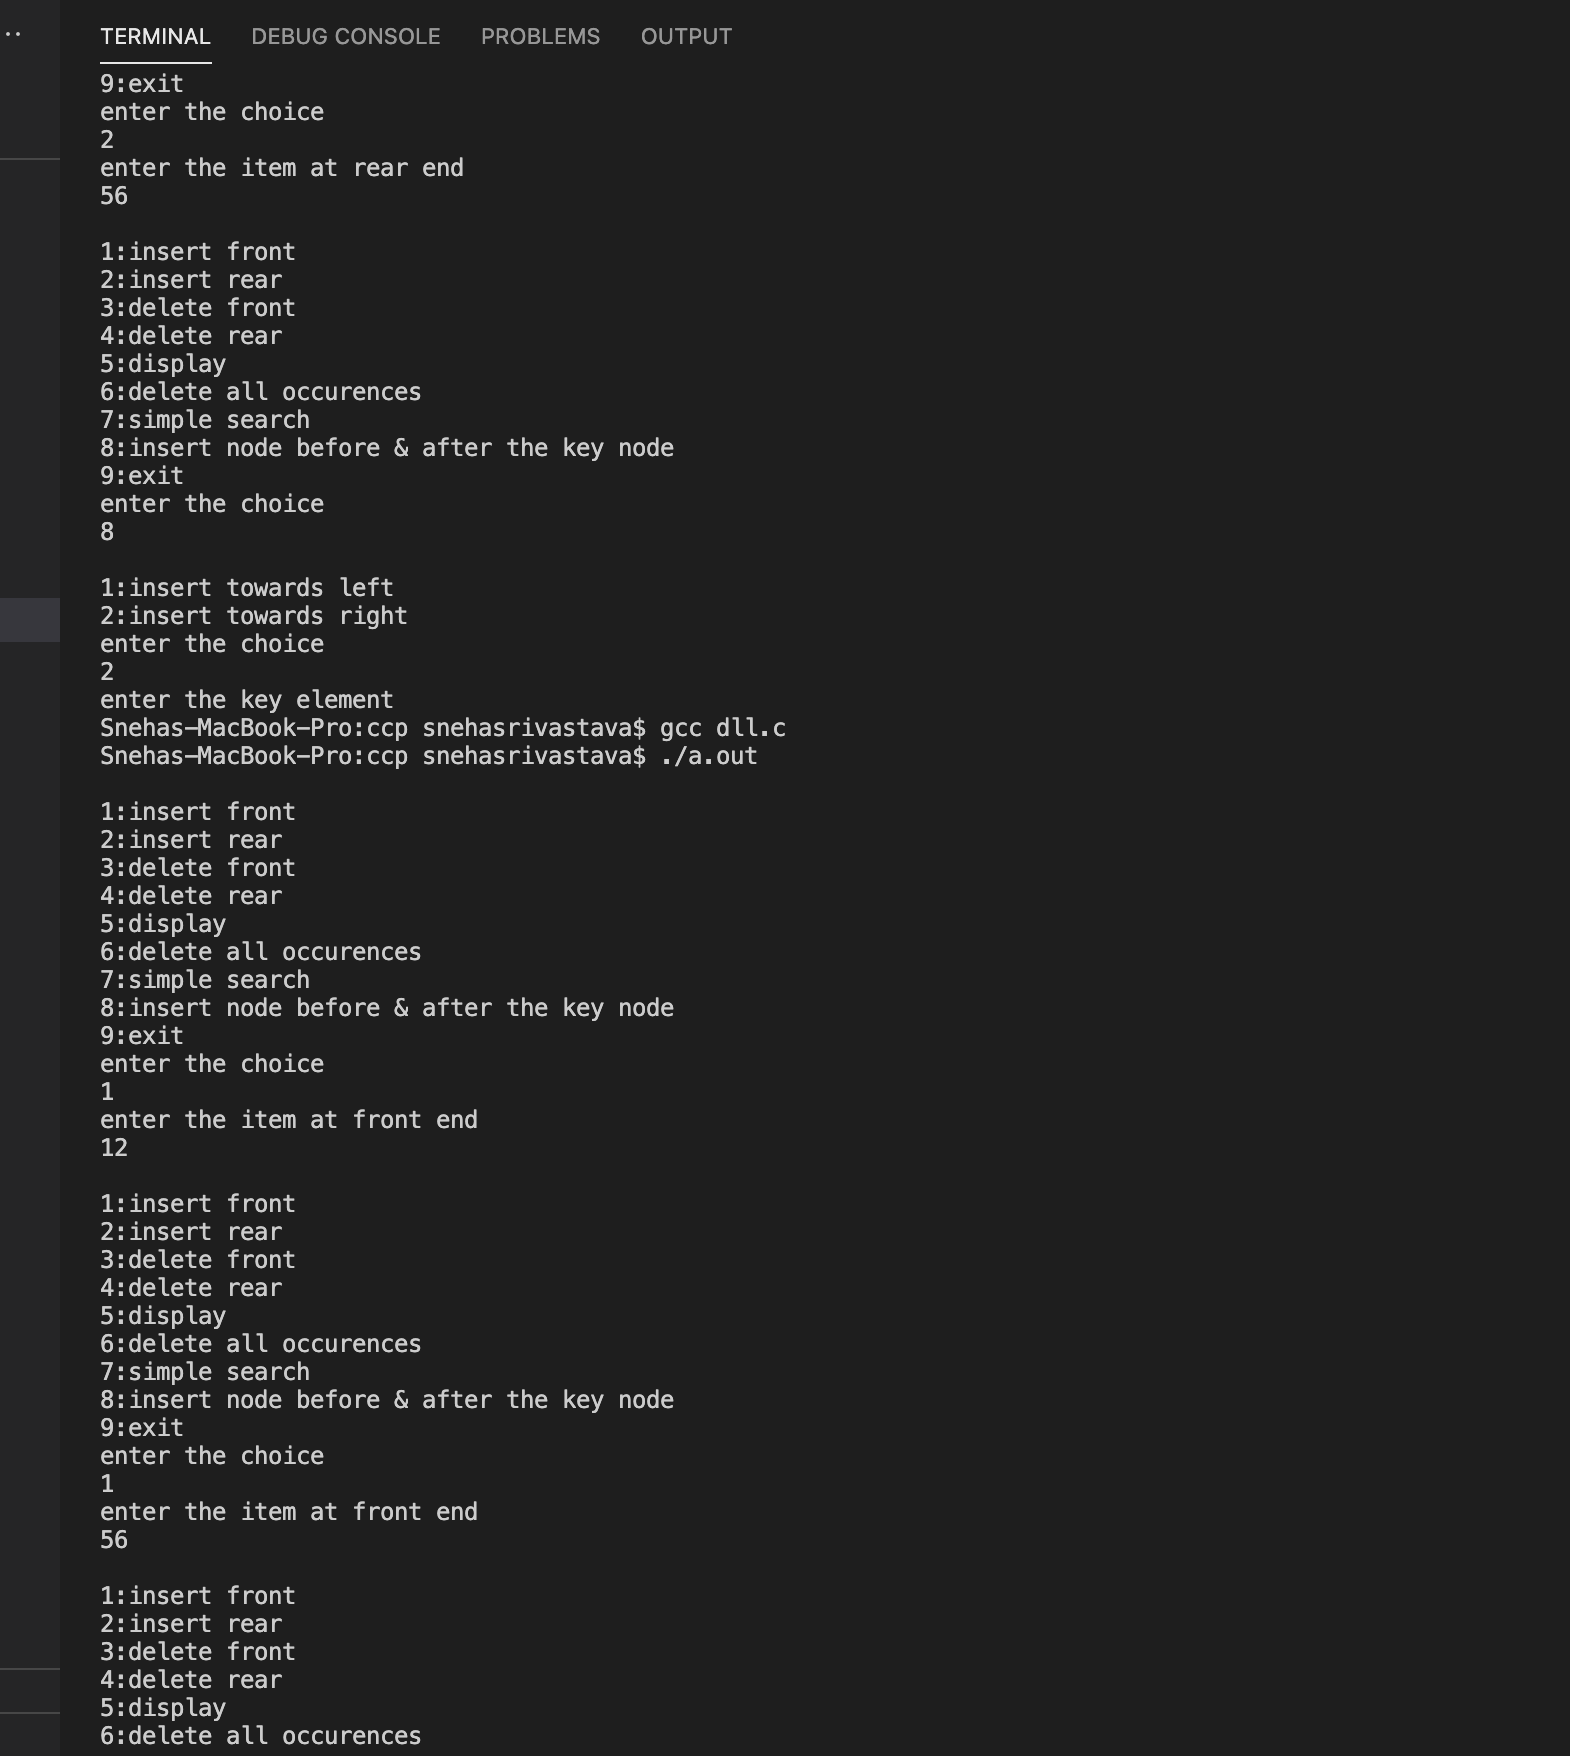 TERMINAL DEBUG CONSOLE PROBLEMS OUTPUT
9:exit
enter the choice
2
enter the item at rear end
56
1:insert front
2:insert rear
3:delete front
4:delete rear
5:display
6:delete all occurences
7:simple search
8:insert node before & after the key node
9:exit
enter the choice
8
1:insert towards left
2:insert towards right
enter the choice
2
enter the key element
Snehas-MacBook-Pro:ccp snehasrivastava$ gcc dll.c
Snehas-MacBook-Pro:ccp snehasrivastava$ ./a.out
1:insert front
2:insert rear
3:delete front
4:delete rear
5:display
6:delete all occurences
7:simple search
8:insert node before & after the key node
9:exit
enter the choice
1
enter the item at front end
12
1:insert front
2:insert rear
3:delete front
4:delete rear
5:display
6:delete all occurences
7:simple search
8:insert node before & after the key node
9:exit
enter the choice
1
enter the item at front end
56
1:insert front
2:insert rear
3:delete front
4:delete rear
5:display
6:delete all occurences